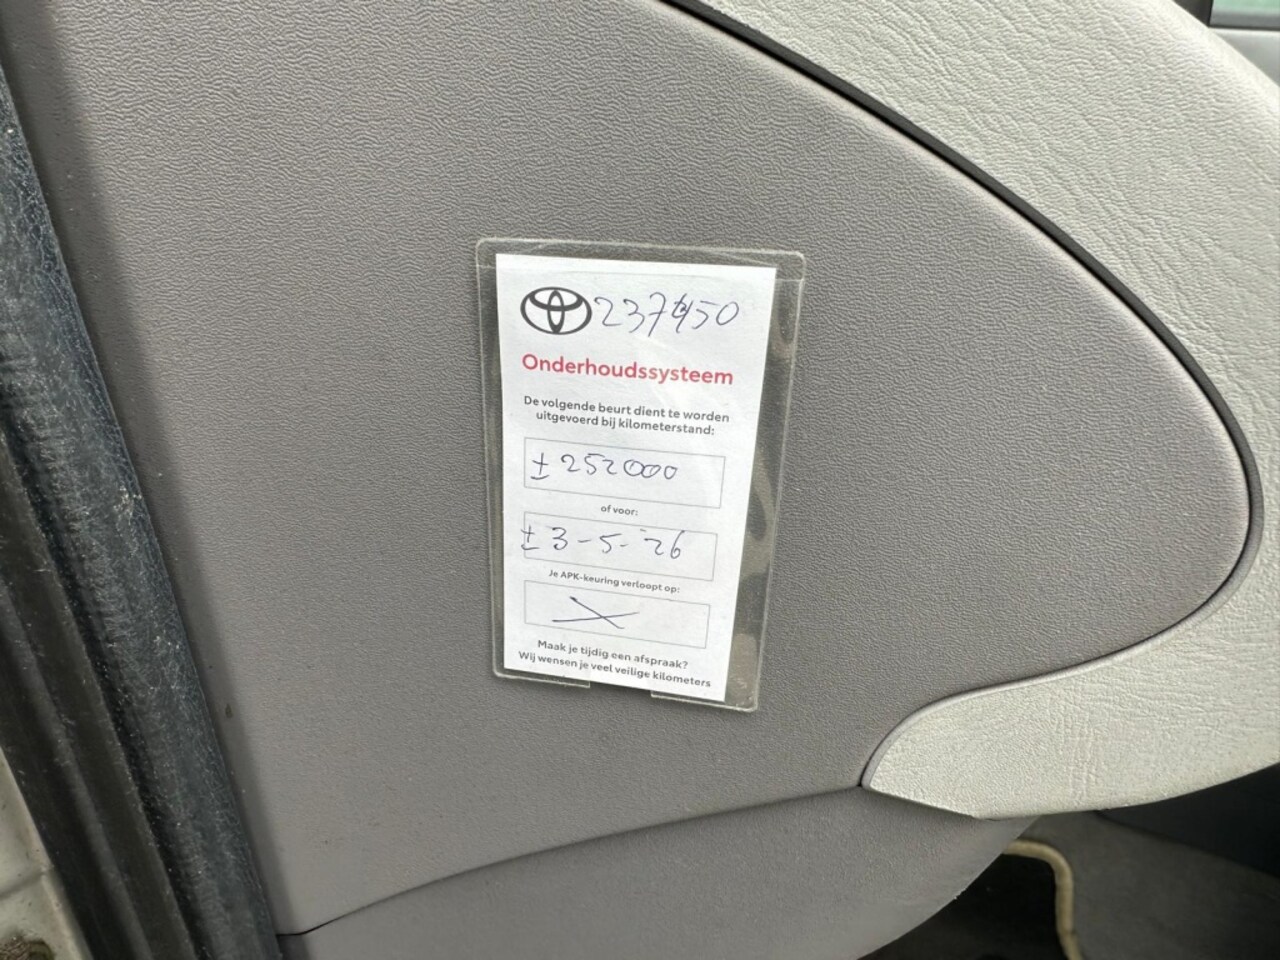 237450
Onderhoudssysteem
De volgende beurt dient te worden
uitgevoerd bij kilometerstand:
± 252000
of voor:
± 3-5-'26
Je APK-keuring verloopt op:
Maak je tijdig een afspraak?
Wij wensen je veel veilige kilometers